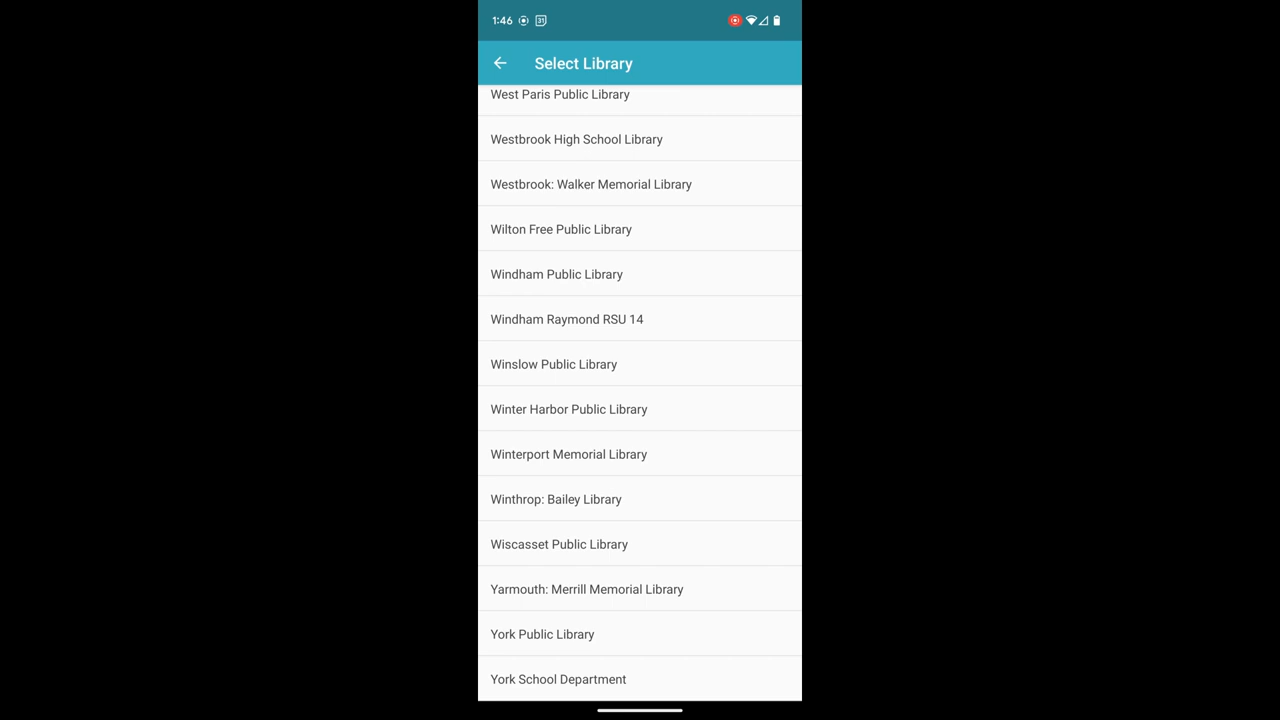 1:46
31
Select Library
West Paris Public Library
Westbrook High School Library
Westbrook: Walker Memorial Library
Wilton Free Public Library
Windham Public Library
Windham Raymond RSU 14
Winslow Public Library
Winter Harbor Public Library
Winterport Memorial Library
Winthrop: Bailey Library
Wiscasset Public Library
Yarmouth: Merrill Memorial Library
York Public Library
York School Department